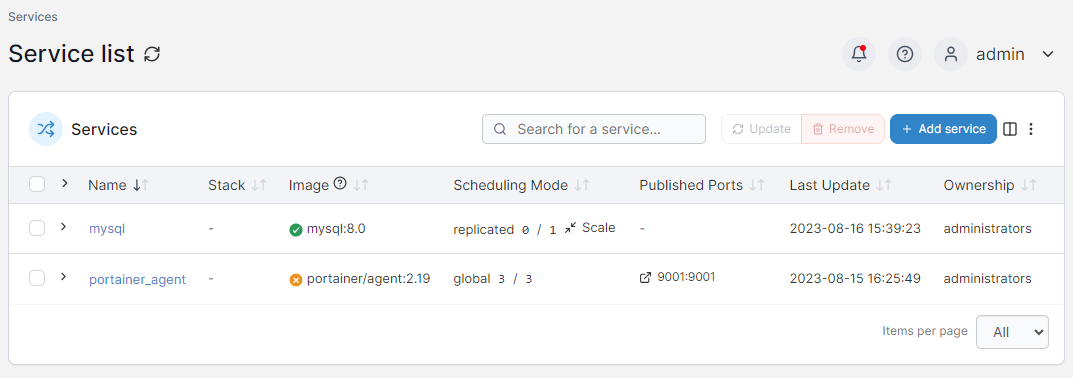 Services
Service list
admin
Services
Search for a service...
Update
Remove
+ Add service
Name Stack Image Scheduling Mode Published Ports Last Update Ownership
mysql - mysql:8.0 replicated 0 / 1 Scale - 2023-08-16 15:39:23 administrators
portainer_agent - portainer/agent:2.19 global 3 / 3 9001:9001 2023-08-15 16:25:49 administrators
Items per page All